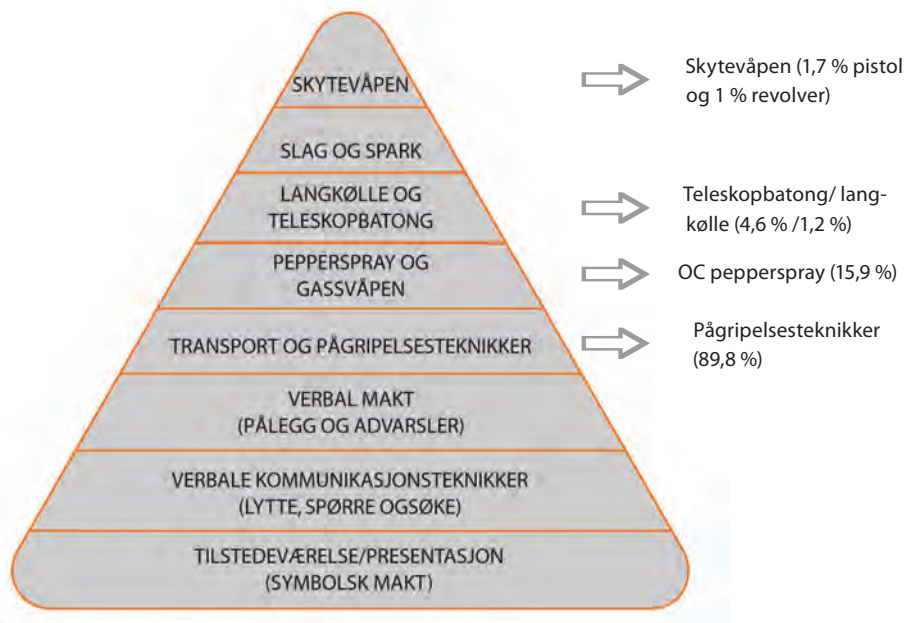 SKYTEVÅPEN
Skytevåpen (1,7 % pistol
og 1 % revolver)
SLAG OG SPARK
LANGKØLLE OG
TELESKOPBATONG
Teleskopbatong/ lang-
kølle (4,6 % /1,2 %)
PEPPERSPRAY OG
GASSVÅPEN
OC pepperspray (15,9 %)
TRANSPORT OG PÅGRIPELSESTEKNIKKER
Pågripelsesteknikker
(89,8 %)
VERBAL MAKT
(PÅLEGG OG ADVARSLER)
VERBALE KOMMUNIKASJONSTEKNIKKER
(LYTTE, SPØRRE OGSØKE)
TILSTEDEVÆRELSE/PRESENTASJON
(SYMBOLSK MAKT)